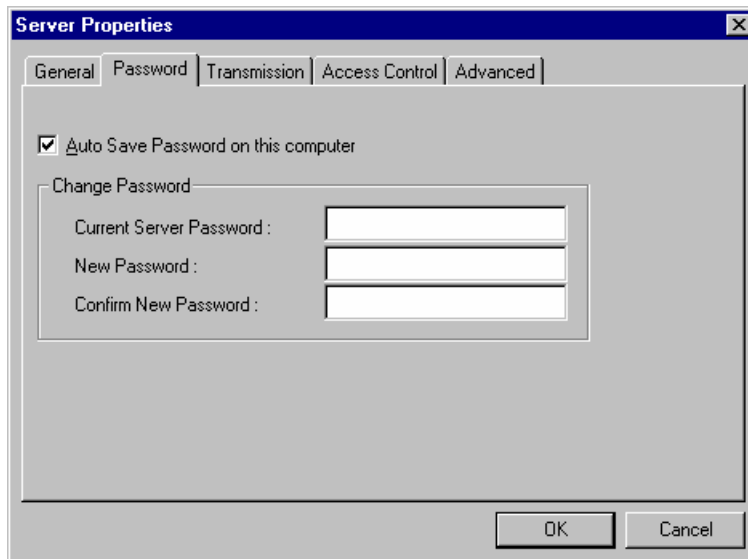 Server Properties
General Password Transmission Access Control Advanced
Auto Save Password on this computer
Change Password
Current Server Password :
New Password :
Confirm New Password :
OK Cancel